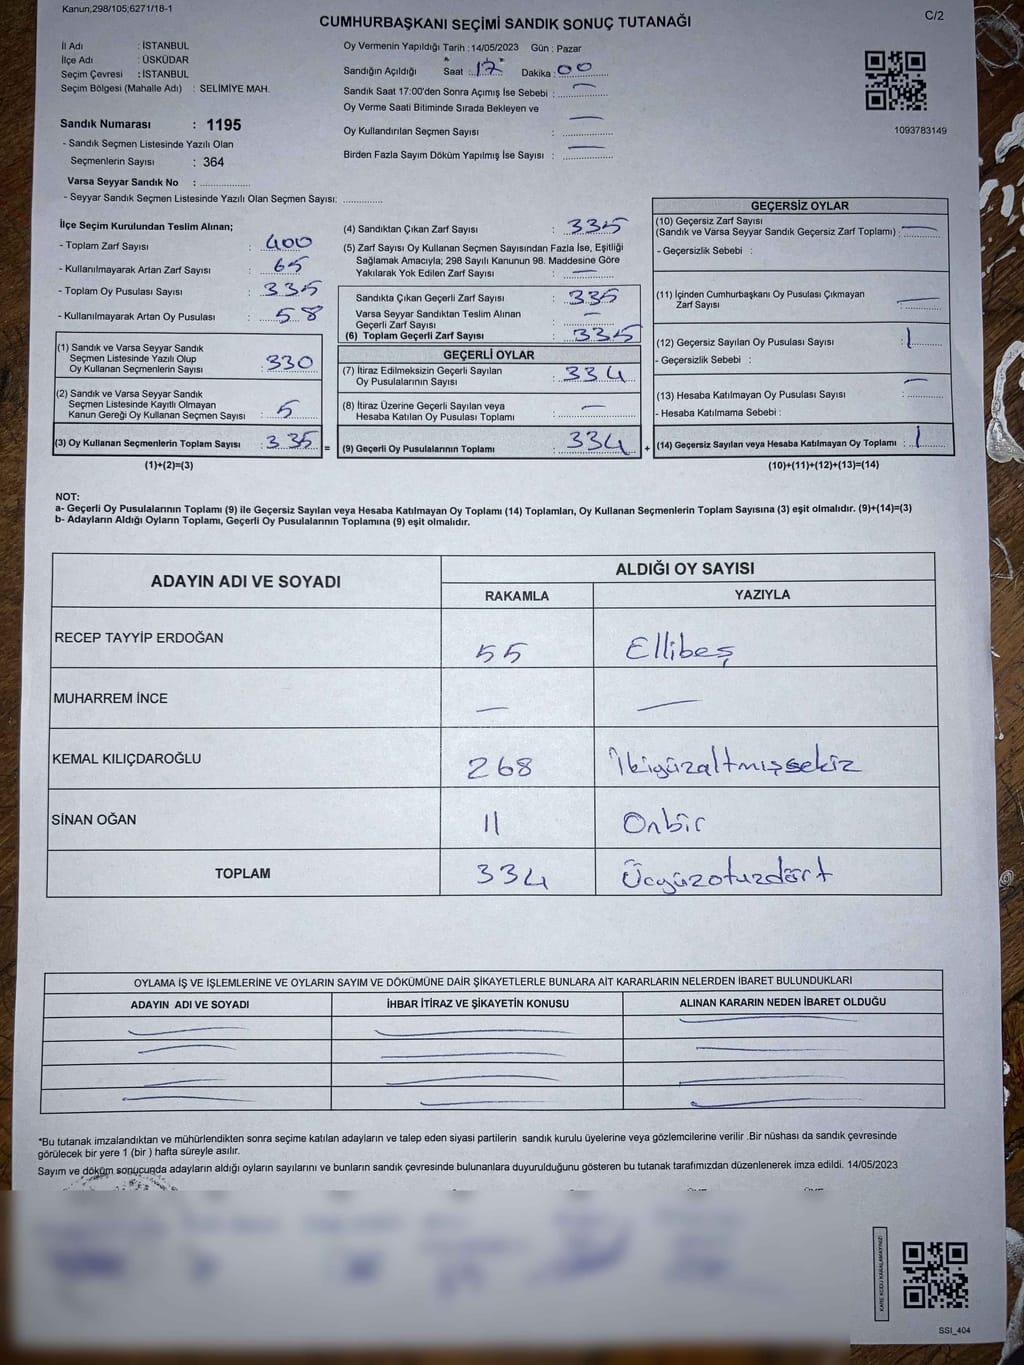 Kanun,298/105;6271/18-1
C/2
CUMHURBAŞKANI SEÇİMİ SANDIK SONUÇ TUTANAĞI
İl Adı : İSTANBUL
İlçe Adı : ÜSKÜDAR
Seçim Çevresi : İSTANBUL
Seçim Bölgesi (Mahalle Adı) : SELİMİYE MAH.
Sandık Numarası : 1195
- Sandık Seçmen Listesinde Yazılı Olan
Seçmenlerin Sayısı : 364
Varsa Seyyar Sandık No : ................
- Seyyar Sandık Seçmen Listesinde Yazılı Olan Seçmen Sayısı: ............
Oy Vermenin Yapıldığı Tarih : 14/05/2023 Gün : Pazar
Sandığın Açıldığı Saat : 17 Dakika : 00
Sandık Saat 17:00'den Sonra Açımış İse Sebebi : —
Oy Verme Saati Bitiminde Sırada Bekleyen ve
Oy Kullandırılan Seçmen Sayısı : —
Birden Fazla Sayım Döküm Yapılmış İse Sayısı : —
1093783149
İlçe Seçim Kurulundan Teslim Alınan;
- Toplam Zarf Sayısı : 400
- Kullanılmayarak Artan Zarf Sayısı : 65
- Toplam Oy Pusulası Sayısı : 335
- Kullanılmayarak Artan Oy Pusulası : 58
(1) Sandık ve Varsa Seyyar Sandık
Seçmen Listesinde Yazılı Olup
Oy Kullanan Seçmenlerin Sayısı : 330
(2) Sandık ve Varsa Seyyar Sandık
Seçmen Listesinde Kayıtlı Olmayan
Kanun Gereği Oy Kullanan Seçmen Sayısı : 5
(3) Oy Kullanan Seçmenlerin Toplam Sayısı : 335
(1)+(2)=(3)
=
(4) Sandıktan Çıkan Zarf Sayısı : 335
(5) Zarf Sayısı Oy Kullanan Seçmen Sayısından Fazla İse, Eşitliği
Sağlamak Amacıyla; 298 Sayılı Kanunun 98. Maddesine Göre
Yakılarak Yok Edilen Zarf Sayısı : —
Sandıkta Çıkan Geçerli Zarf Sayısı : 335
Varsa Seyyar Sandıktan Teslim Alınan
Geçerli Zarf Sayısı : —
(6) Toplam Geçerli Zarf Sayısı : 335
GEÇERLİ OYLAR
(7) İtiraz Edilmeksizin Geçerli Sayılan
Oy Pusulalarının Sayısı : 334
(8) İtiraz Üzerine Geçerli Sayılan veya
Hesaba Katılan Oy Pusulası Toplamı : —
(9) Geçerli Oy Pusulalarının Toplamı : 334
+
GEÇERSİZ OYLAR
(10) Geçersiz Zarf Sayısı
(Sandık ve Varsa Seyyar Sandık Geçersiz Zarf Toplamı) : —
- Geçersizlik Sebebi :
(11) İçinden Cumhurbaşkanı Oy Pusulası Çıkmayan
Zarf Sayısı : —
(12) Geçersiz Sayılan Oy Pusulası Sayısı : 1
- Geçersizlik Sebebi :
(13) Hesaba Katılmayan Oy Pusulası Sayısı : —
- Hesaba Katılmama Sebebi :
(14) Geçersiz Sayılan veya Hesaba Katılmayan Oy Toplamı : 1
(10)+(11)+(12)+(13)=(14)
NOT:
a- Geçerli Oy Pusulalarının Toplamı (9) ile Geçersiz Sayılan veya Hesaba Katılmayan Oy Toplamı (14) Toplamları, Oy Kullanan Seçmenlerin Toplam Sayısına (3) eşit olmalıdır. (9)+(14)=(3)
b- Adayların Aldığı Oyların Toplamı, Geçerli Oy Pusulalarının Toplamına (9) eşit olmalıdır.
ADAYIN ADI VE SOYADI
ALDIĞI OY SAYISI
RAKAMLA YAZIYLA
RECEP TAYYİP ERDOĞAN 55 Ellibeş
MUHARREM İNCE — —
KEMAL KILIÇDAROĞLU 268 İkiyüzaltmışsekiz
SİNAN OĞAN 11 Onbir
TOPLAM 334 Üçyüzotuzdört
OYLAMA İŞ VE İŞLEMLERİNE VE OYLARIN SAYIM VE DÖKÜMÜNE DAİR ŞİKAYETLERLE BUNLARA AİT KARARLARIN NELERDEN İBARET BULUNDUKLARI
ADAYIN ADI VE SOYADI İHBAR İTİRAZ VE ŞİKAYETİN KONUSU ALINAN KARARIN NEDEN İBARET OLDUĞU
*Bu tutanak imzalandıktan ve mühürlendikten sonra seçime katılan adayların ve talep eden siyasi partilerin sandık kurulu üyelerine veya gözlemcilerine verilir .Bir nüshası da sandık çevresinde
görülecek bir yere 1 (bir ) hafta süreyle asılır.
Sayım ve döküm sonucunda adayların aldığı oyların sayılarını ve bunların sandık çevresinde bulunanlara duyurulduğunu gösteren bu tutanak tarafımızdan düzenlenerek imza edildi. 14/05/2023
KARE KODU KARALAMAYINIZ!
SSI_404